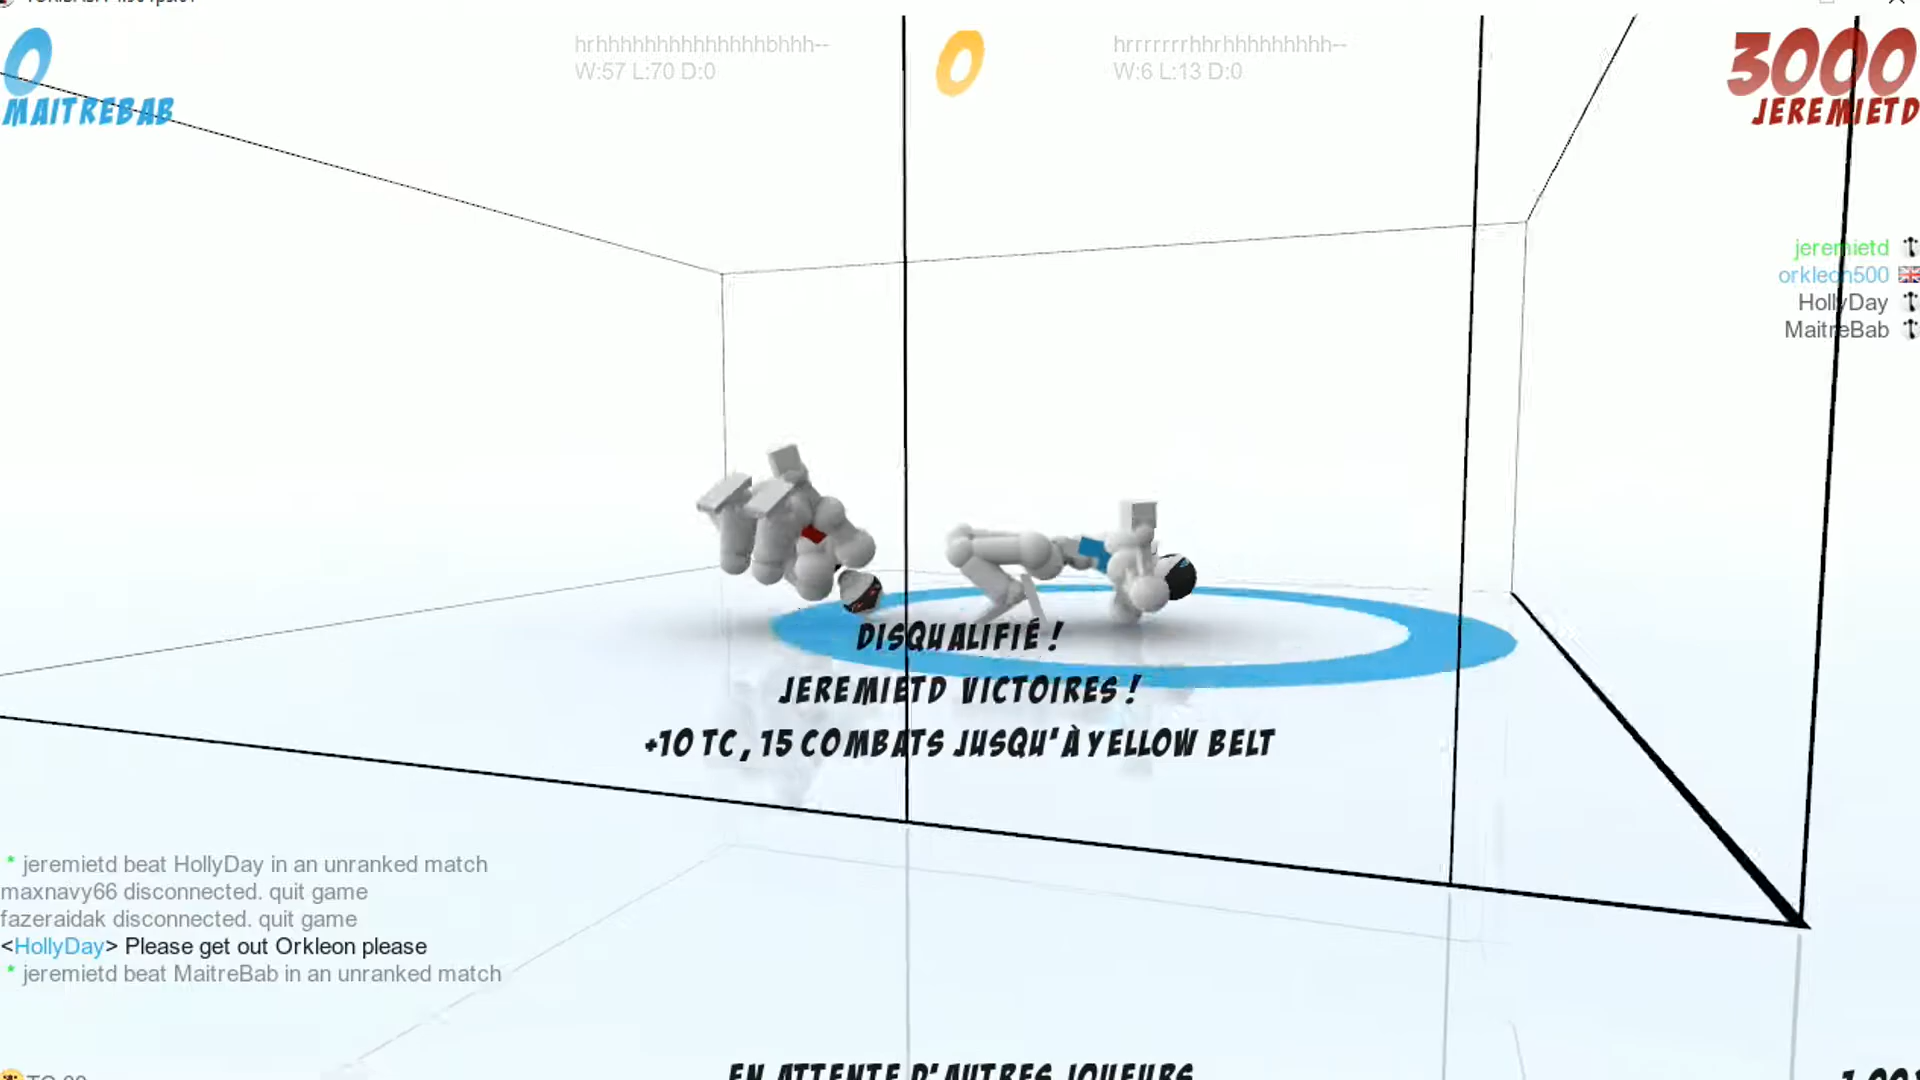 0
MAITREBAB
hrhhhhhhhhhhhhhhbhhh--
W:57 L:70 D:0
0
hrrrrrrrhhrhhhhhhhhh--
W:6 L:13 D:0
3000
JEREMIETD
jeremietd
orkleon500
HollyDay
MaitreBab
DISQUALIFIÉ !
JEREMIETD VICTOIRES !
+10 TC, 15 COMBATS JUSQU'À YELLOW BELT
* jeremietd beat HollyDay in an unranked match
maxnavy66 disconnected. quit game
fazeraidak disconnected. quit game
<HollyDay> Please get out Orkleon please
* jeremietd beat MaitreBab in an unranked match
EN ATTENTE D'AUTRES JOUEURS